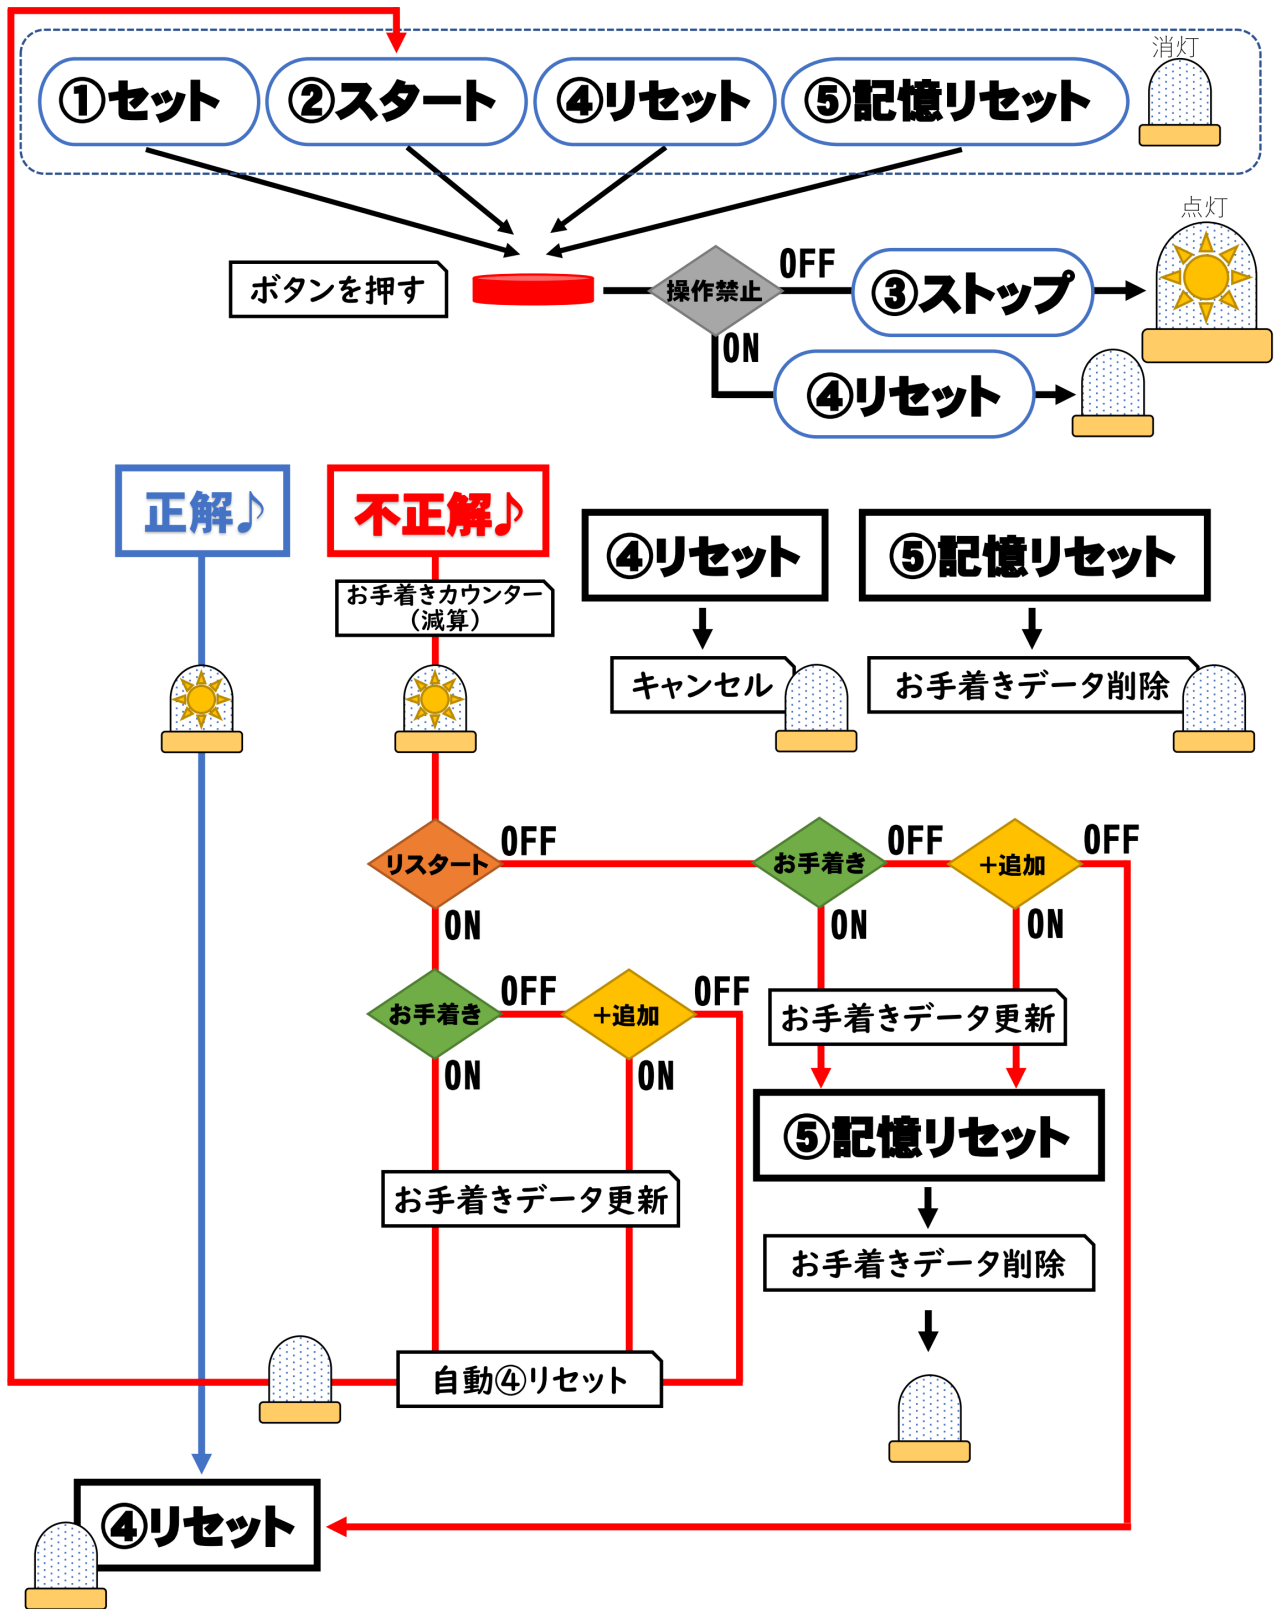 消灯
①セット
②スタート
④リセット
⑤記憶リセット
点灯
ボタンを押す
操作禁止
OFF
③ストップ
ON
④リセット
正解♪
不正解♪
お手着きカウンター
(減算)
④リセット
⑤記憶リセット
キャンセル
お手着きデータ削除
リスタート
OFF
お手着き
OFF
+追加
OFF
ON
ON
ON
お手着き
OFF
+追加
OFF
お手着きデータ更新
ON
ON
⑤記憶リセット
お手着きデータ更新
お手着きデータ削除
自動④リセット
④リセット